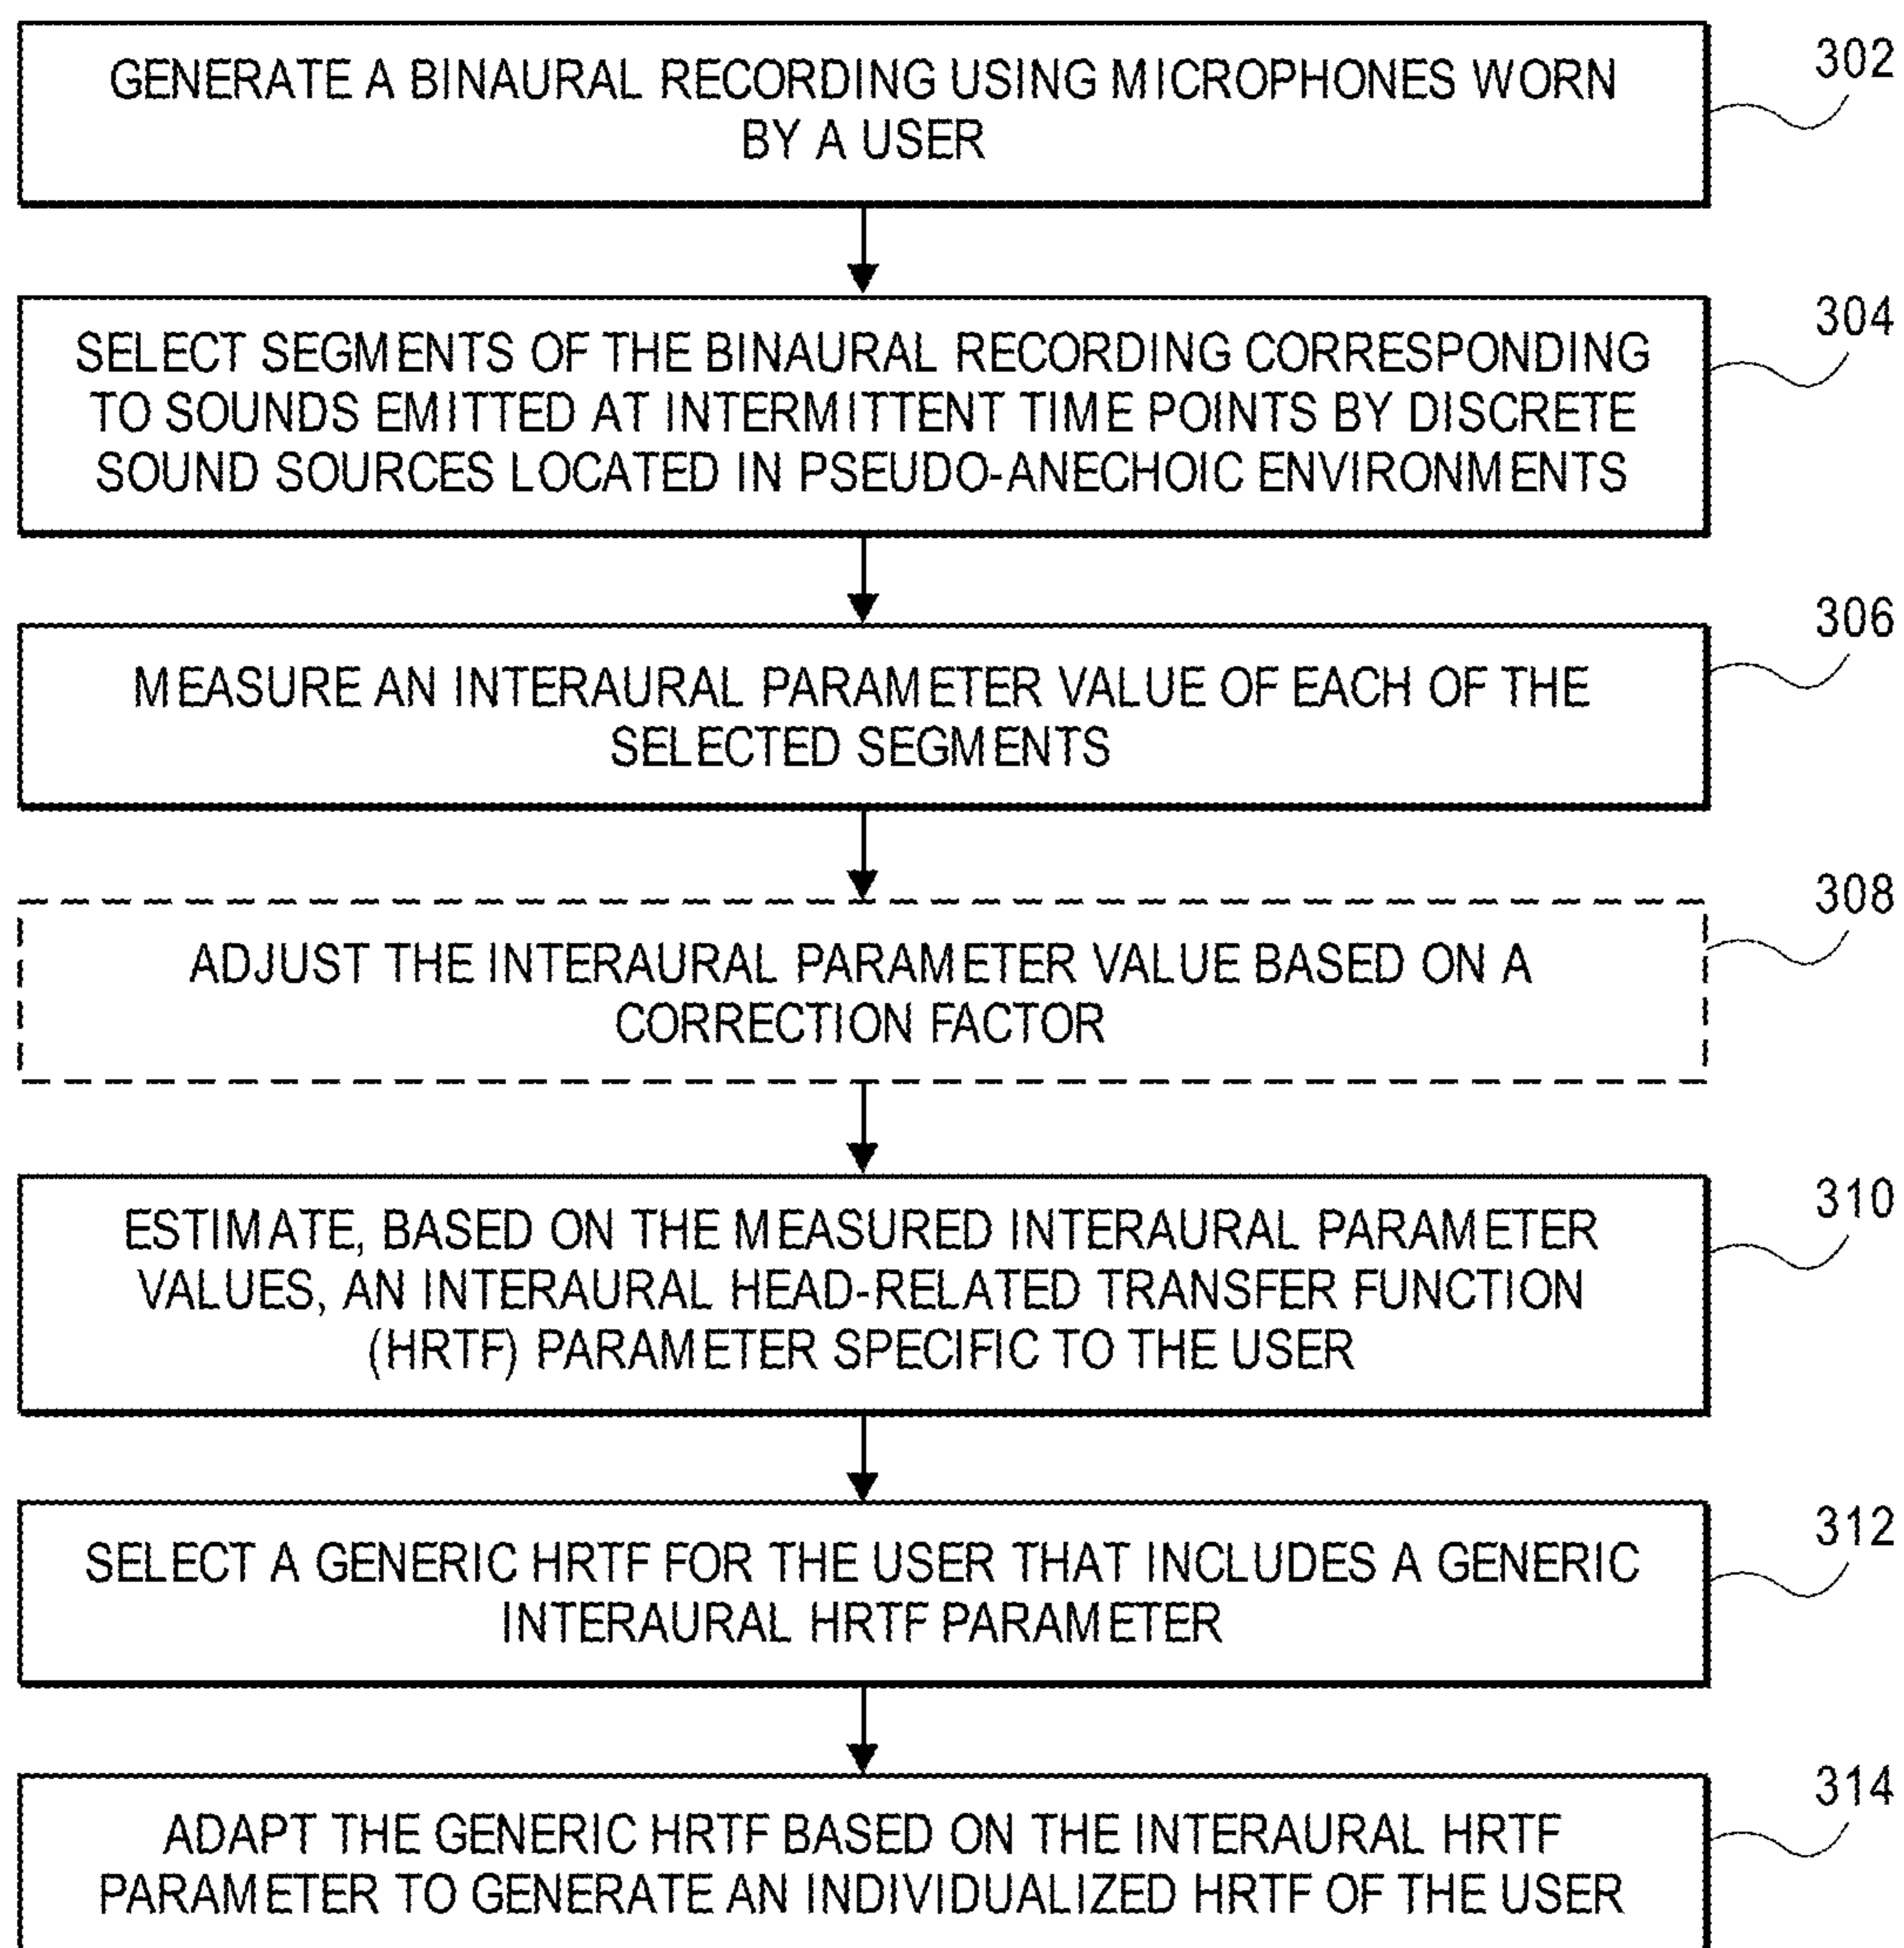 GENERATE A BINAURAL RECORDING USING MICROPHONES WORN
BY A USER
302
SELECT SEGMENTS OF THE BINAURAL RECORDING CORRESPONDING
TO SOUNDS EMITTED AT INTERMITTENT TIME POINTS BY DISCRETE
SOUND SOURCES LOCATED IN PSEUDO-ANECHOIC ENVIRONMENTS
304
MEASURE AN INTERAURAL PARAMETER VALUE OF EACH OF THE
SELECTED SEGMENTS
306
ADJUST THE INTERAURAL PARAMETER VALUE BASED ON A
CORRECTION FACTOR
308
ESTIMATE, BASED ON THE MEASURED INTERAURAL PARAMETER
VALUES, AN INTERAURAL HEAD-RELATED TRANSFER FUNCTION
(HRTF) PARAMETER SPECIFIC TO THE USER
310
SELECT A GENERIC HRTF FOR THE USER THAT INCLUDES A GENERIC
INTERAURAL HRTF PARAMETER
312
ADAPT THE GENERIC HRTF BASED ON THE INTERAURAL HRTF
PARAMETER TO GENERATE AN INDIVIDUALIZED HRTF OF THE USER
314